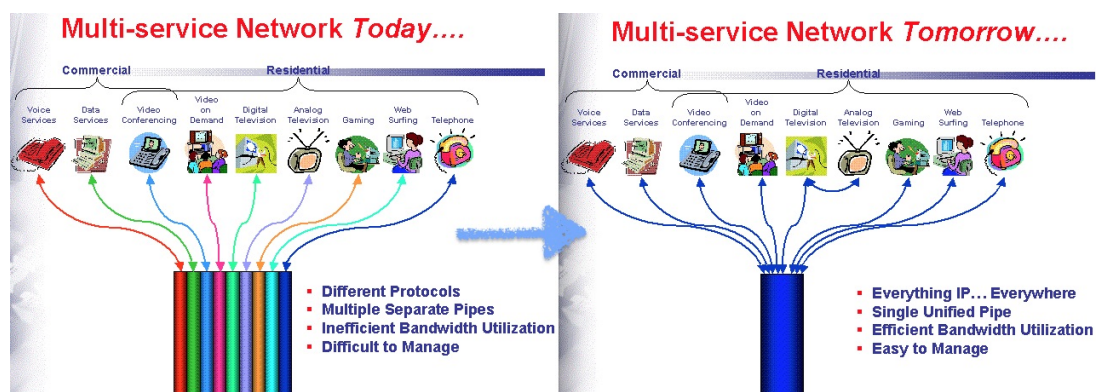 Multi-service Network Today....
Commercial
Residential
Voice
Services
Data
Services
Video
Conferencing
Video
on
Demand
Digital
Television
Analog
Television
Gaming
Web
Surfing
Telephone
Different Protocols
Multiple Separate Pipes
Inefficient Bandwidth Utilization
Difficult to Manage
Multi-service Network Tomorrow....
Commercial
Residential
Voice
Services
Data
Services
Video
Conferencing
Video
on
Demand
Digital
Television
Analog
Television
Gaming
Web
Surfing
Telephone
Everything IP... Everywhere
Single Unified Pipe
Efficient Bandwidth Utilization
Easy to Manage